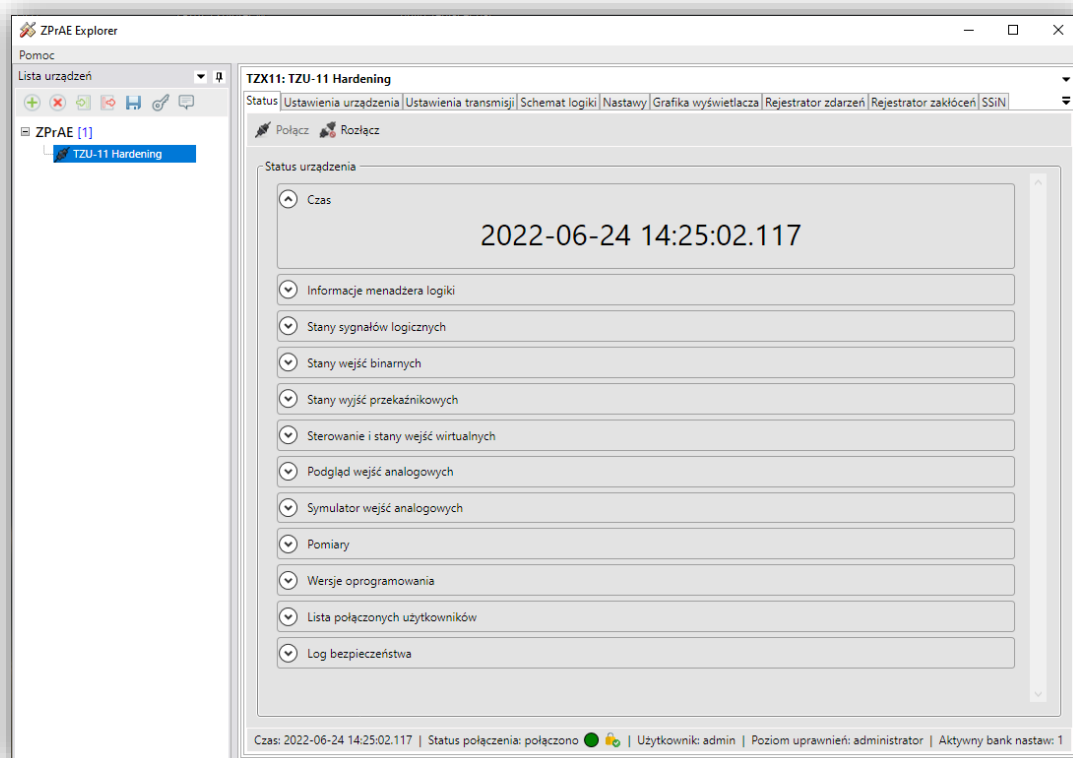 ZPrAE Explorer
Pomoc
Lista urządzeń
ZPrAE [1]
TZU-11 Hardening
TZX11: TZU-11 Hardening
Status Ustawienia urządzenia Ustawienia transmisji Schemat logiki Nastawy Grafika wyświetlacza Rejestrator zdarzeń Rejestrator zakłóceń SSiN
Połącz Rozłącz
Status urządzenia
Czas
2022-06-24 14:25:02.117
Informacje menadżera logiki
Stany sygnałów logicznych
Stany wejść binarnych
Stany wyjść przekaźnikowych
Sterowanie i stany wejść wirtualnych
Podgląd wejść analogowych
Symulator wejść analogowych
Pomiary
Wersje oprogramowania
Lista połączonych użytkowników
Log bezpieczeństwa
Czas: 2022-06-24 14:25:02.117 | Status połączenia: połączono | Użytkownik: admin | Poziom uprawnień: administrator | Aktywny bank nastaw: 1